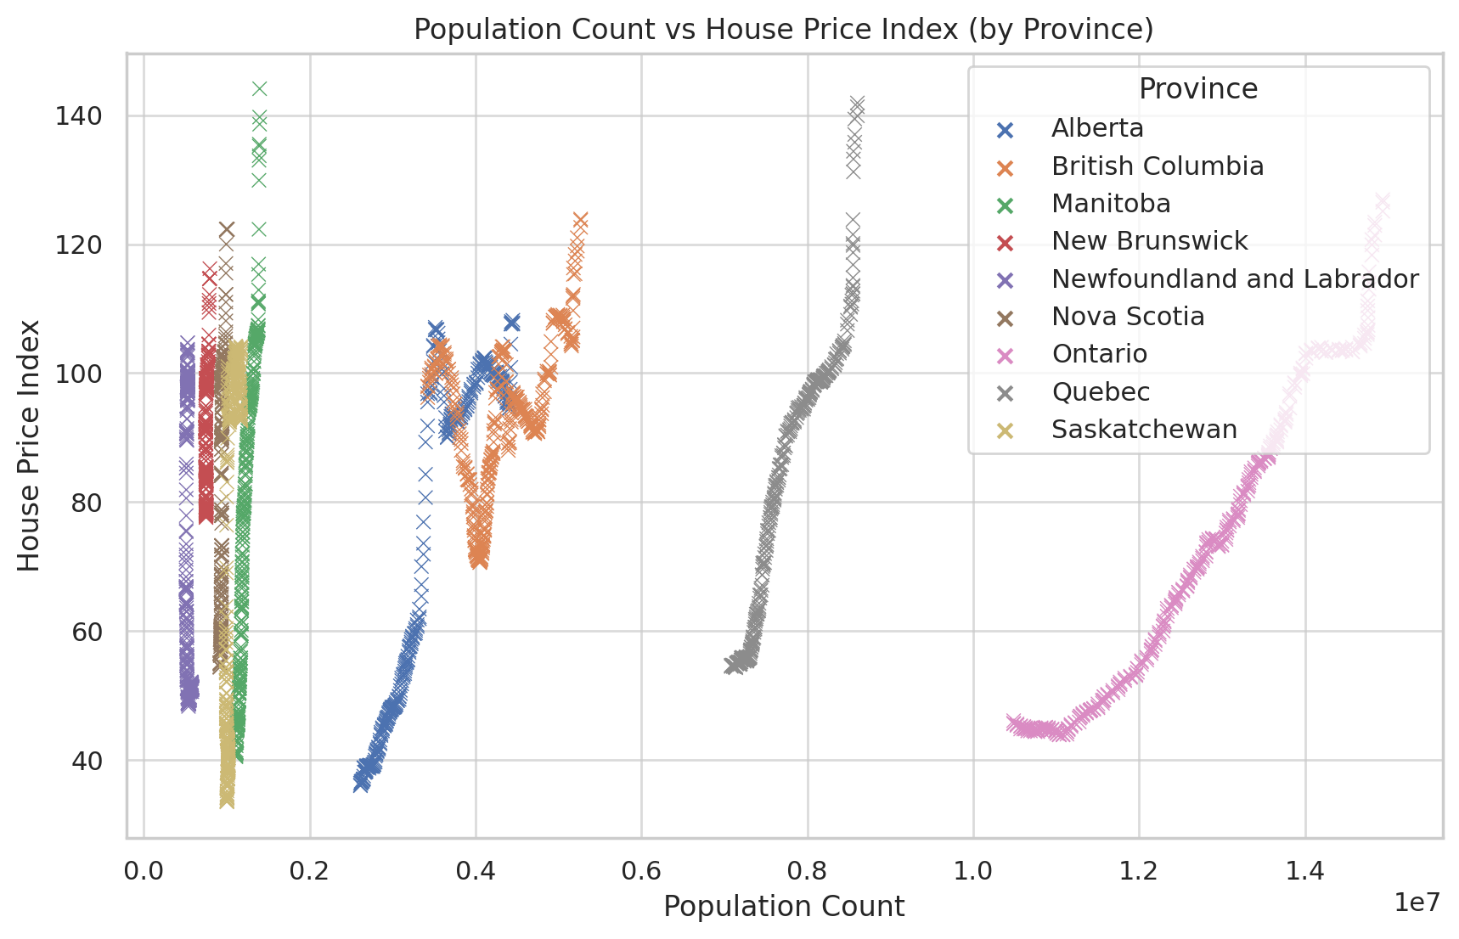 Population Count vs House Price Index (by Province)
House Price Index
140
120
100
80
60
40
Province
Alberta
British Columbia
Manitoba
New Brunswick
Newfoundland and Labrador
Nova Scotia
Ontario
Quebec
Saskatchewan
0.0 0.2 0.4 0.6 0.8 1.0 1.2 1.4
1e7
Population Count